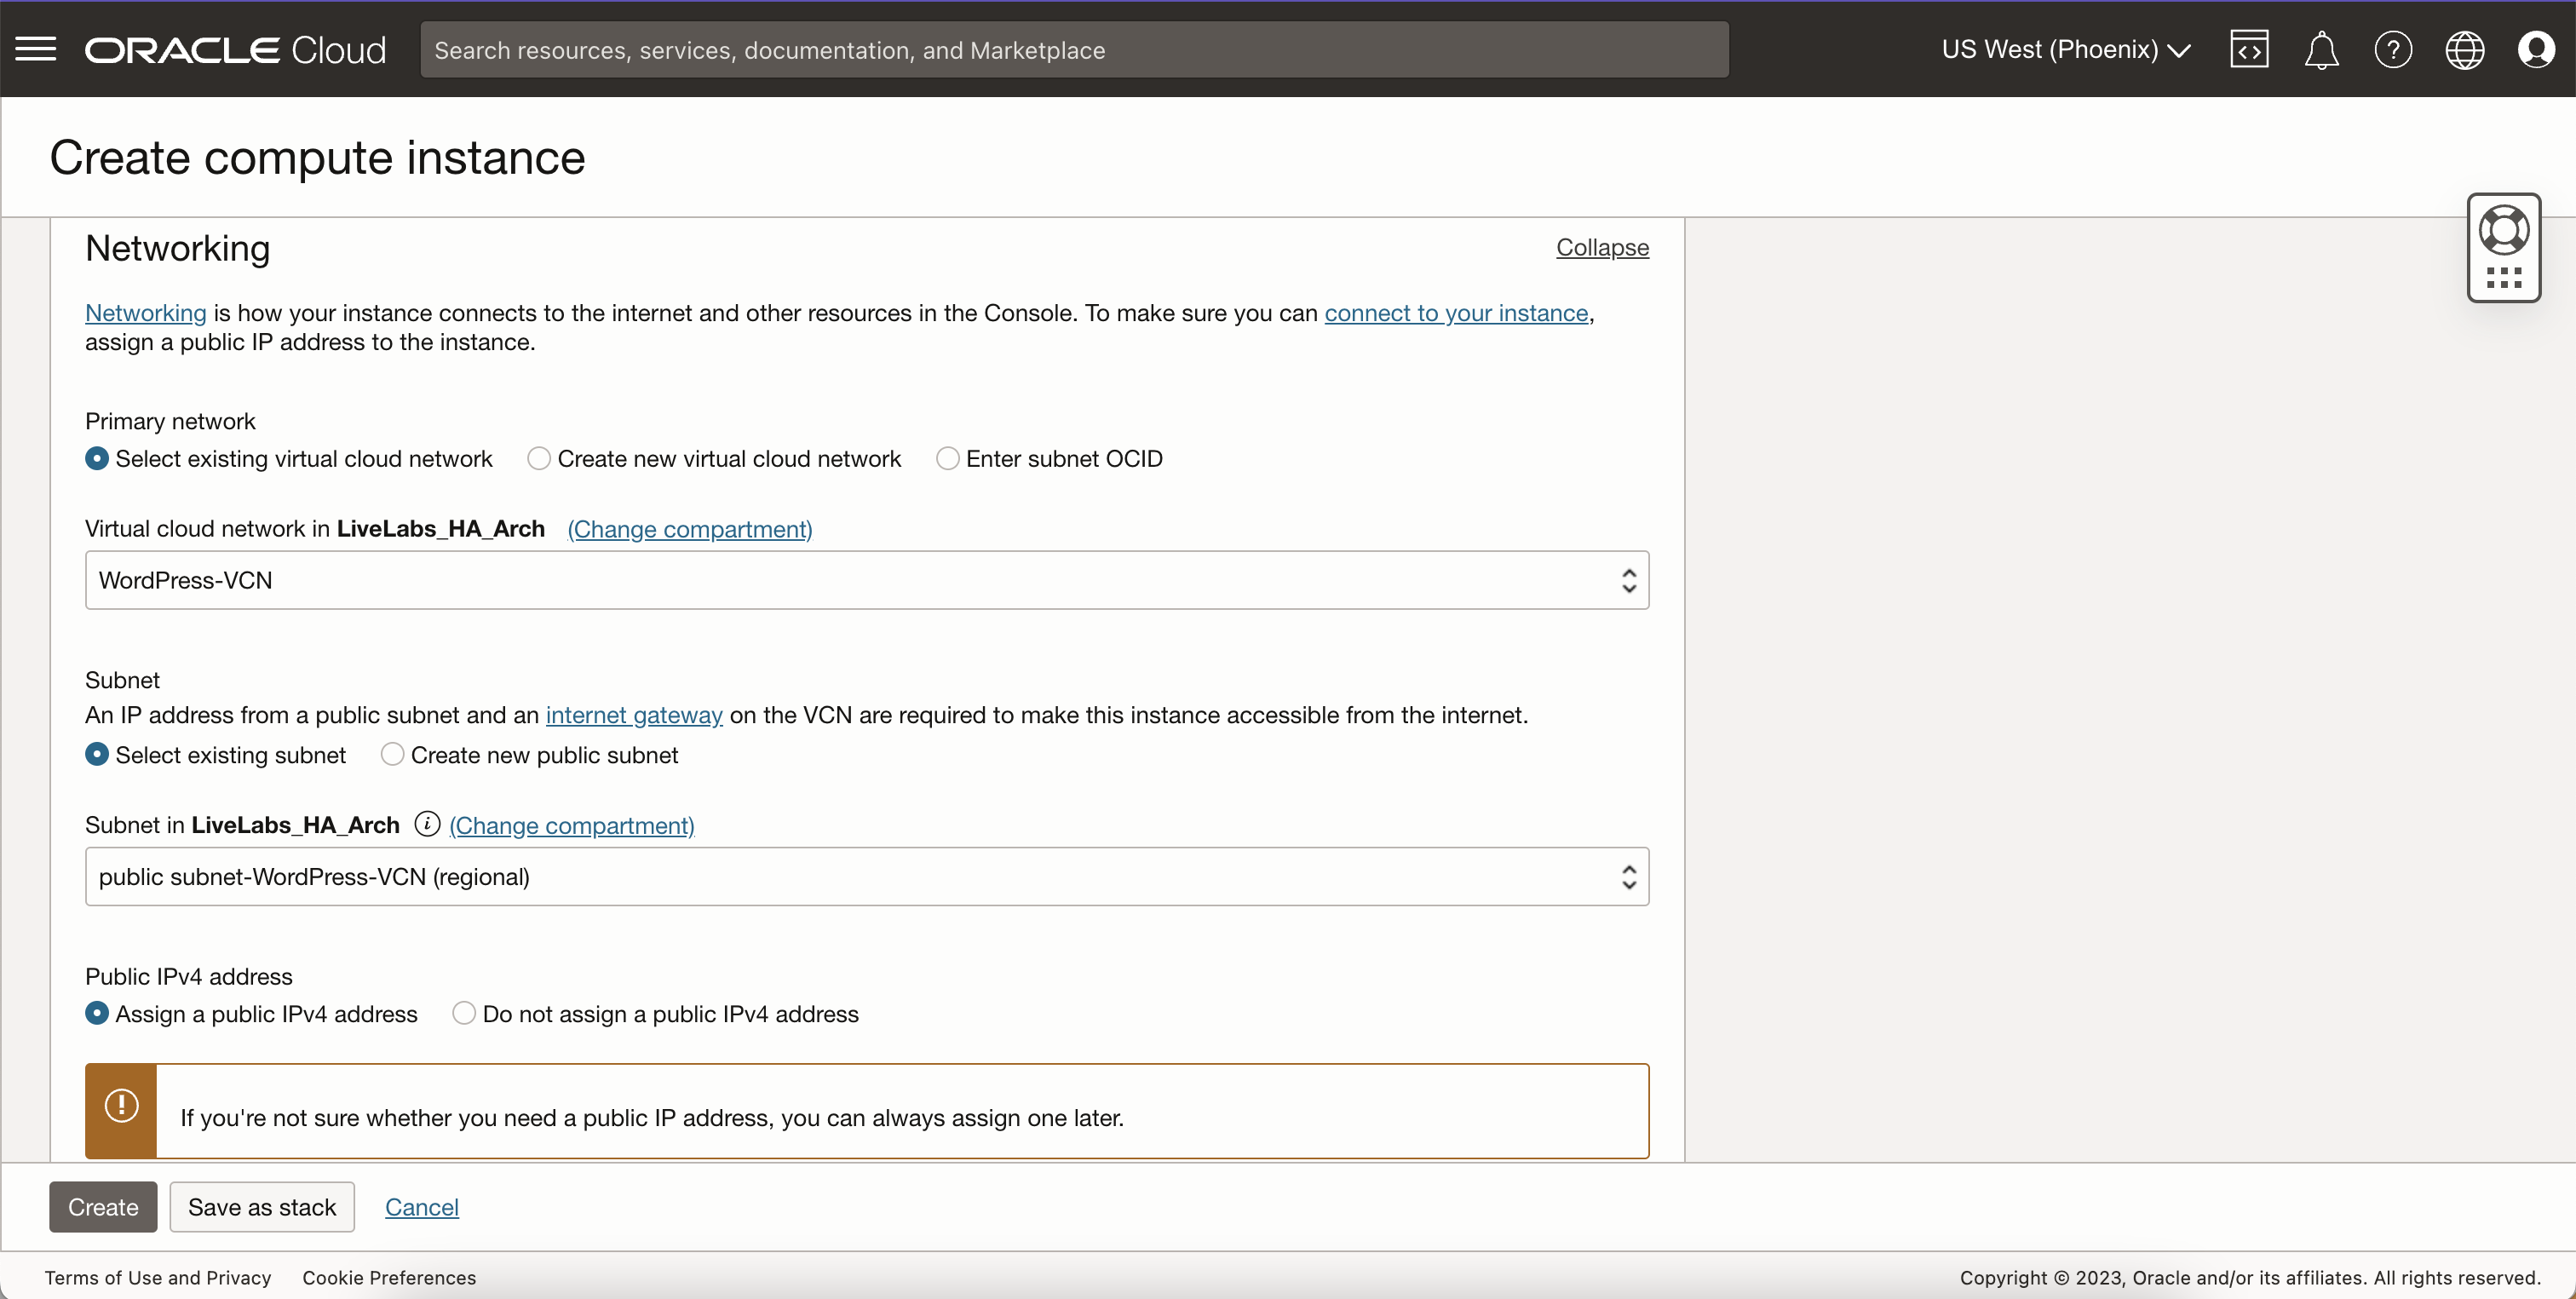 ORACLE Cloud
Search resources, services, documentation, and Marketplace
US West (Phoenix)
Create compute instance
Networking
Collapse
Networking is how your instance connects to the internet and other resources in the Console. To make sure you can connect to your instance,
assign a public IP address to the instance.
Primary network
Select existing virtual cloud network
Create new virtual cloud network
Enter subnet OCID
Virtual cloud network in LiveLabs_HA_Arch (Change compartment)
WordPress-VCN
Subnet
An IP address from a public subnet and an internet gateway on the VCN are required to make this instance accessible from the internet.
Select existing subnet
Create new public subnet
Subnet in LiveLabs_HA_Arch (Change compartment)
public subnet-WordPress-VCN (regional)
Public IPv4 address
Assign a public IPv4 address
Do not assign a public IPv4 address
If you're not sure whether you need a public IP address, you can always assign one later.
Create
Save as stack
Cancel
Terms of Use and Privacy
Cookie Preferences
Copyright © 2023, Oracle and/or its affiliates. All rights reserved.